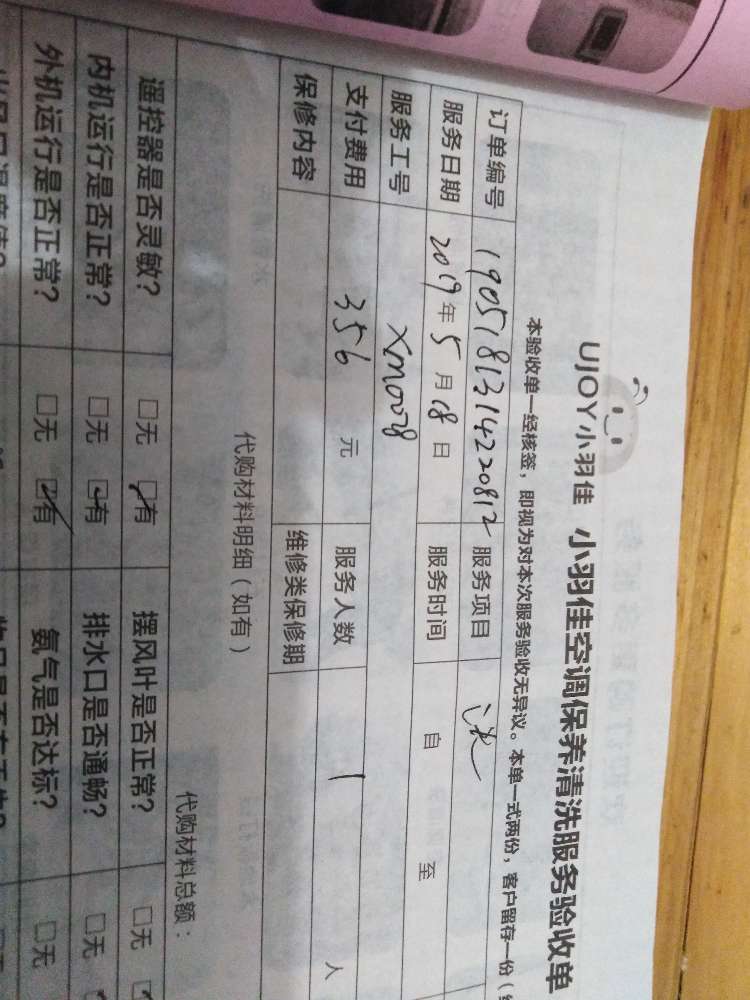 UJOY小羽佳 小羽佳空调保养清洗服务验收单
本验收单一经核签，即视为对本次服务验收无异议。本单一式两份，客户留存一份（
订单编号 1905181314220812 服务项目 洗
服务日期 2019年5月18日 服务时间 自 至
服务工号 XM0078
支付费用 356 元 服务人数 1 人
保修内容 维修类保修期
代购材料明细（如有） 代购材料总额：
遥控器是否灵敏？ □无 ☑有 摆风叶是否正常？ □无
内机运行是否正常？ □无 ☑有 排水口是否通畅？ □无
外机运行是否正常？ □无 ☑有 氨气是否达标？ □无